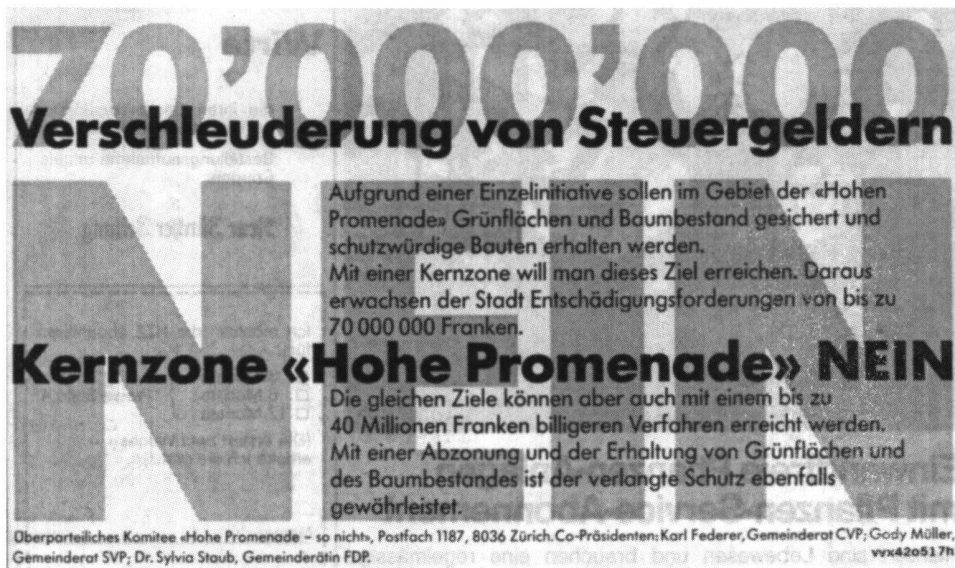 70'000'000
Verschleuderung von Steuergeldern
NEIN
Aufgrund einer Einzelinitiative sollen im Gebiet der «Hohen
Promenade» Grünflächen und Baumbestand gesichert und
schutzwürdige Bauten erhalten werden.
Mit einer Kernzone will man dieses Ziel erreichen. Daraus
erwachsen der Stadt Entschädigungsforderungen von bis zu
70 000 000 Franken.
Kernzone «Hohe Promenade» NEIN
Die gleichen Ziele können aber auch mit einem bis zu
40 Millionen Franken billigeren Verfahren erreicht werden.
Mit einer Abzonung und der Erhaltung von Grünflächen und
des Baumbestandes ist der verlangte Schutz ebenfalls
gewährleistet.
Überparteiliches Komitee «Hohe Promenade – so nicht», Postfach 1187, 8036 Zürich. Co-Präsidenten: Karl Federer, Gemeinderat CVP; Gody Müller,
Gemeinderat SVP; Dr. Sylvia Staub, Gemeinderätin FDP. vvx420517h